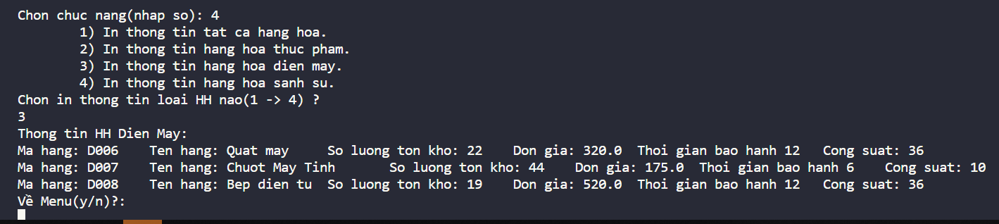 Chon chuc nang(nhap so): 4
1) In thong tin tat ca hang hoa.
2) In thong tin hang hoa thuc pham.
3) In thong tin hang hoa dien may.
4) In thong tin hang hoa sanh su.
Chon in thong tin loai HH nao(1 -> 4) ?
3
Thong tin HH Dien May:
Ma hang: D006    Ten hang: Quat may     So luong ton kho: 22    Don gia: 320.0  Thoi gian bao hanh 12   Cong suat: 36
Ma hang: D007    Ten hang: Chuot May Tinh       So luong ton kho: 44    Don gia: 175.0  Thoi gian bao hanh 6    Cong suat: 10
Ma hang: D008    Ten hang: Bep dien tu  So luong ton kho: 19    Don gia: 520.0  Thoi gian bao hanh 12   Cong suat: 36
Về Menu(y/n)?: